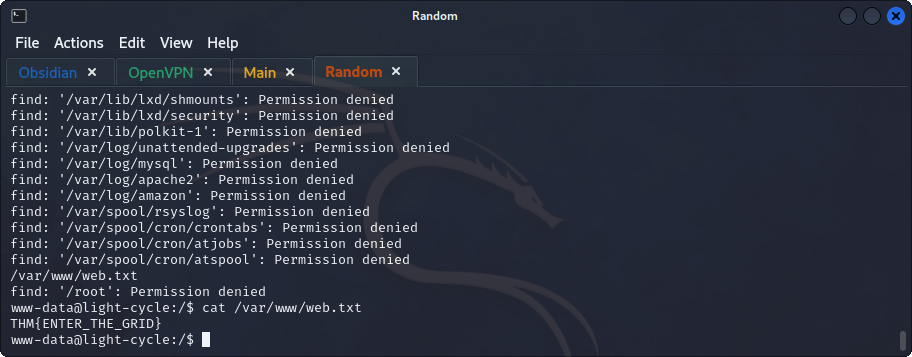 Random
File Actions Edit View Help
Obsidian × OpenVPN × Main × Random ×
find: '/var/lib/lxd/shmounts': Permission denied
find: '/var/lib/lxd/security': Permission denied
find: '/var/lib/polkit-1': Permission denied
find: '/var/log/unattended-upgrades': Permission denied
find: '/var/log/mysql': Permission denied
find: '/var/log/apache2': Permission denied
find: '/var/log/amazon': Permission denied
find: '/var/spool/rsyslog': Permission denied
find: '/var/spool/cron/crontabs': Permission denied
find: '/var/spool/cron/atjobs': Permission denied
find: '/var/spool/cron/atspool': Permission denied
/var/www/web.txt
find: '/root': Permission denied
www-data@light-cycle:/$ cat /var/www/web.txt
THM{ENTER_THE_GRID}
www-data@light-cycle:/$